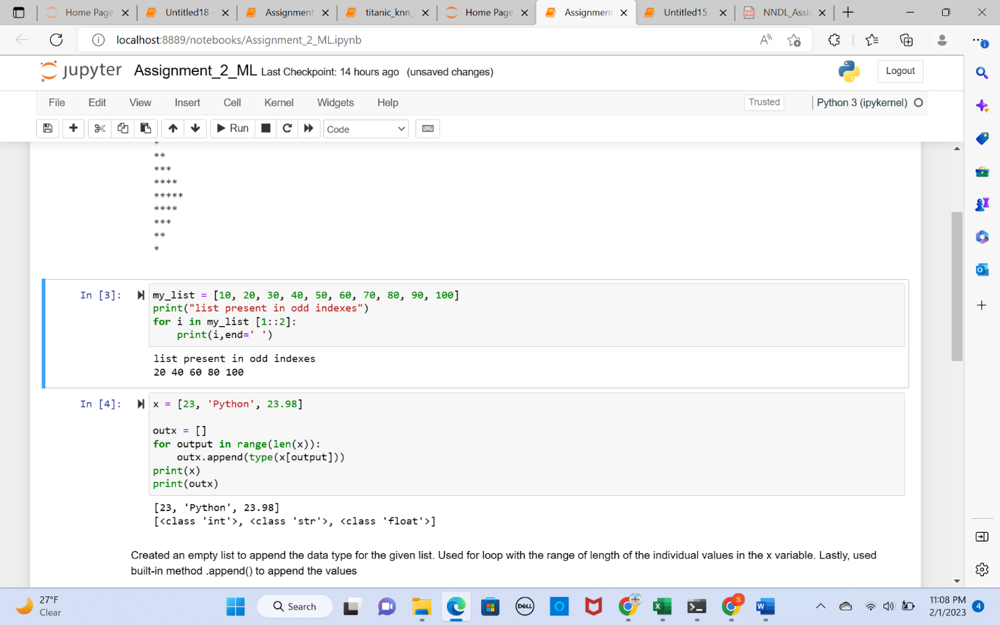 Home Page
Untitled18
Assignment
titanic_knn_
Home Page
Assignment
Untitled15
NNDL_Assig
localhost:8889/notebooks/Assignment_2_ML.ipynb
jupyter Assignment_2_ML Last Checkpoint: 14 hours ago (unsaved changes)
Logout
File Edit View Insert Cell Kernel Widgets Help
Trusted
Python 3 (ipykernel)
Run
Code
*
**
***
****
*****
****
***
**
*
In [3]: my_list = [10, 20, 30, 40, 50, 60, 70, 80, 90, 100]
print("list present in odd indexes")
for i in my_list [1::2]:
    print(i,end=' ')
list present in odd indexes
20 40 60 80 100
In [4]: x = [23, 'Python', 23.98]
outx = []
for output in range(len(x)):
    outx.append(type(x[output]))
print(x)
print(outx)
[23, 'Python', 23.98]
[<class 'int'>, <class 'str'>, <class 'float'>]
Created an empty list to append the data type for the given list. Used for loop with the range of length of the individual values in the x variable. Lastly, used
built-in method .append() to append the values
27°F
Clear
Search
DELL
11:08 PM
2/1/2023
4